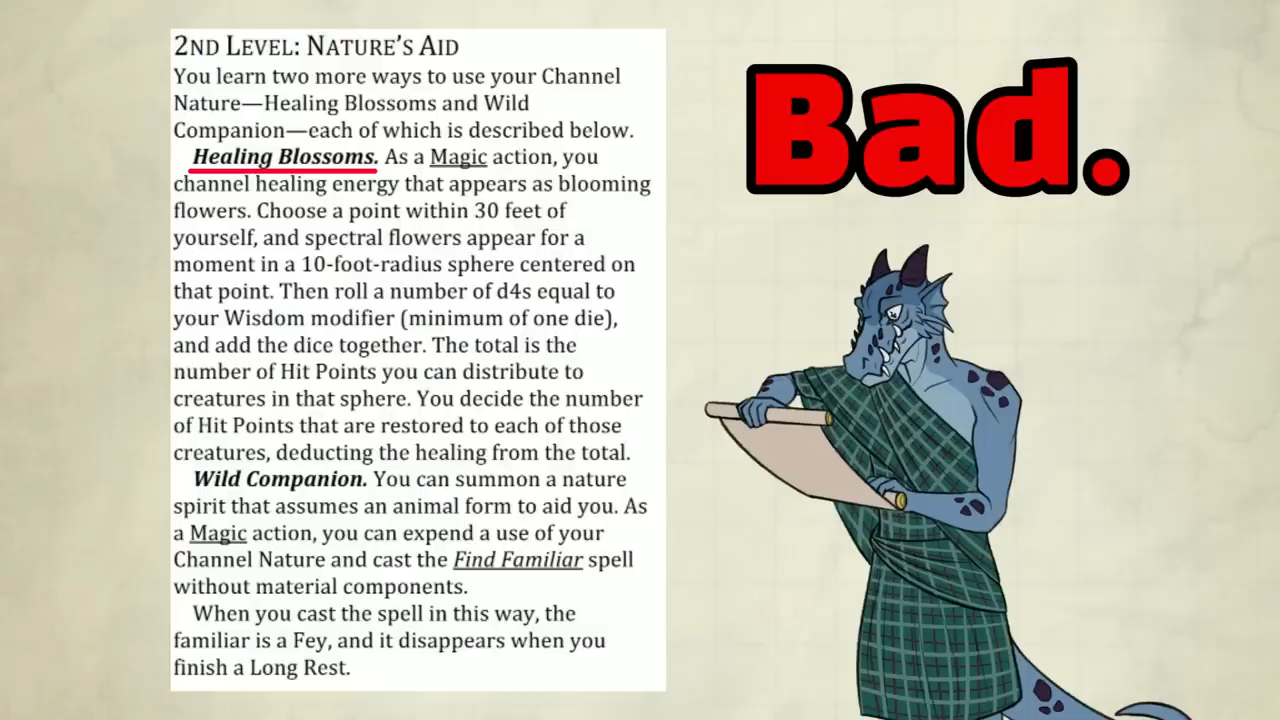 2ND LEVEL: NATURE'S AID
You learn two more ways to use your Channel
Nature—Healing Blossoms and Wild
Companion—each of which is described below.
Healing Blossoms. As a Magic action, you
channel healing energy that appears as blooming
flowers. Choose a point within 30 feet of
yourself, and spectral flowers appear for a
moment in a 10-foot-radius sphere centered on
that point. Then roll a number of d4s equal to
your Wisdom modifier (minimum of one die),
and add the dice together. The total is the
number of Hit Points you can distribute to
creatures in that sphere. You decide the number
of Hit Points that are restored to each of those
creatures, deducting the healing from the total.
Wild Companion. You can summon a nature
spirit that assumes an animal form to aid you. As
a Magic action, you can expend a use of your
Channel Nature and cast the Find Familiar spell
without material components.
When you cast the spell in this way, the
familiar is a Fey, and it disappears when you
finish a Long Rest.
Bad.